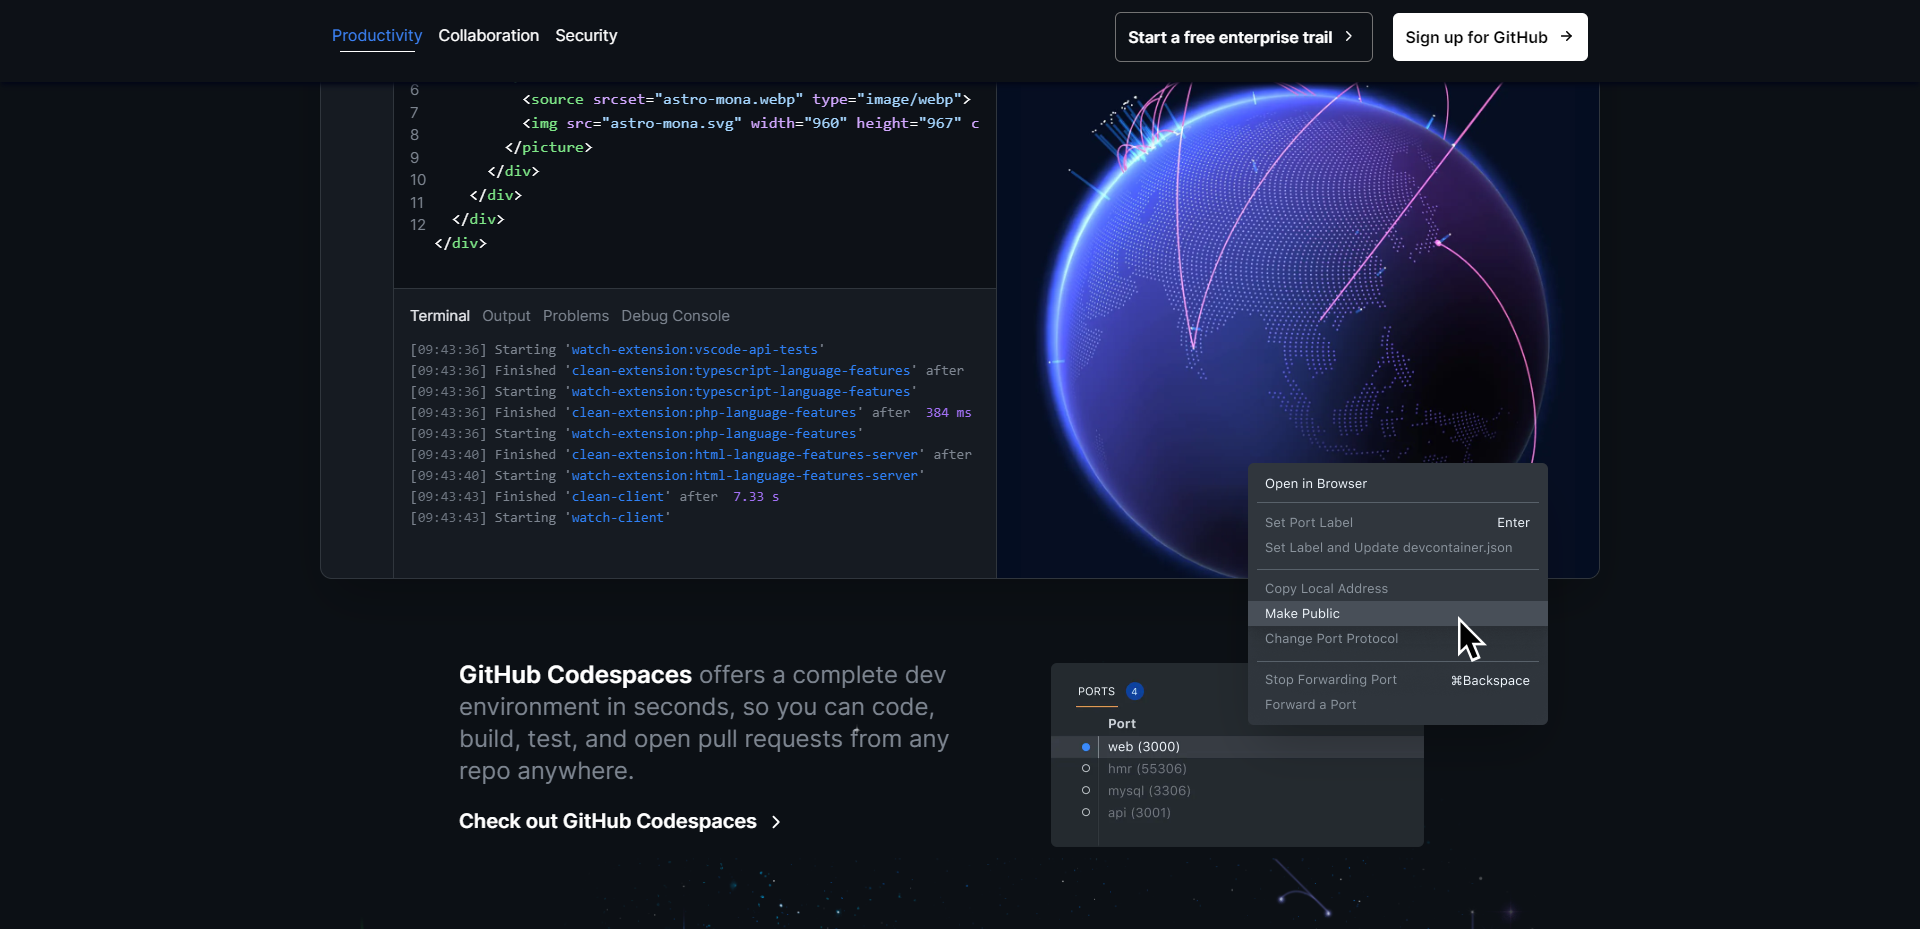 Productivity Collaboration Security
Start a free enterprise trail
Sign up for GitHub
6
7
8
9
10
11
12
<source srcset="astro-mona.webp" type="image/webp">
<img src="astro-mona.svg" width="960" height="967" c
</picture>
</div>
</div>
</div>
</div>
Terminal Output Problems Debug Console
[09:43:36] Starting 'watch-extension:vscode-api-tests'
[09:43:36] Finished 'clean-extension:typescript-language-features' after
[09:43:36] Starting 'watch-extension:typescript-language-features'
[09:43:36] Finished 'clean-extension:php-language-features' after 384 ms
[09:43:36] Starting 'watch-extension:php-language-features'
[09:43:40] Finished 'clean-extension:html-language-features-server' after
[09:43:40] Starting 'watch-extension:html-language-features-server'
[09:43:43] Finished 'clean-client' after 7.33 s
[09:43:43] Starting 'watch-client'
Open in Browser
Set Port Label Enter
Set Label and Update devcontainer.json
Copy Local Address
Make Public
Change Port Protocol
Stop Forwarding Port ⌘Backspace
Forward a Port
GitHub Codespaces offers a complete dev
environment in seconds, so you can code,
build, test, and open pull requests from any
repo anywhere.
Check out GitHub Codespaces
PORTS 4
Port
web (3000)
hmr (55306)
mysql (3306)
api (3001)